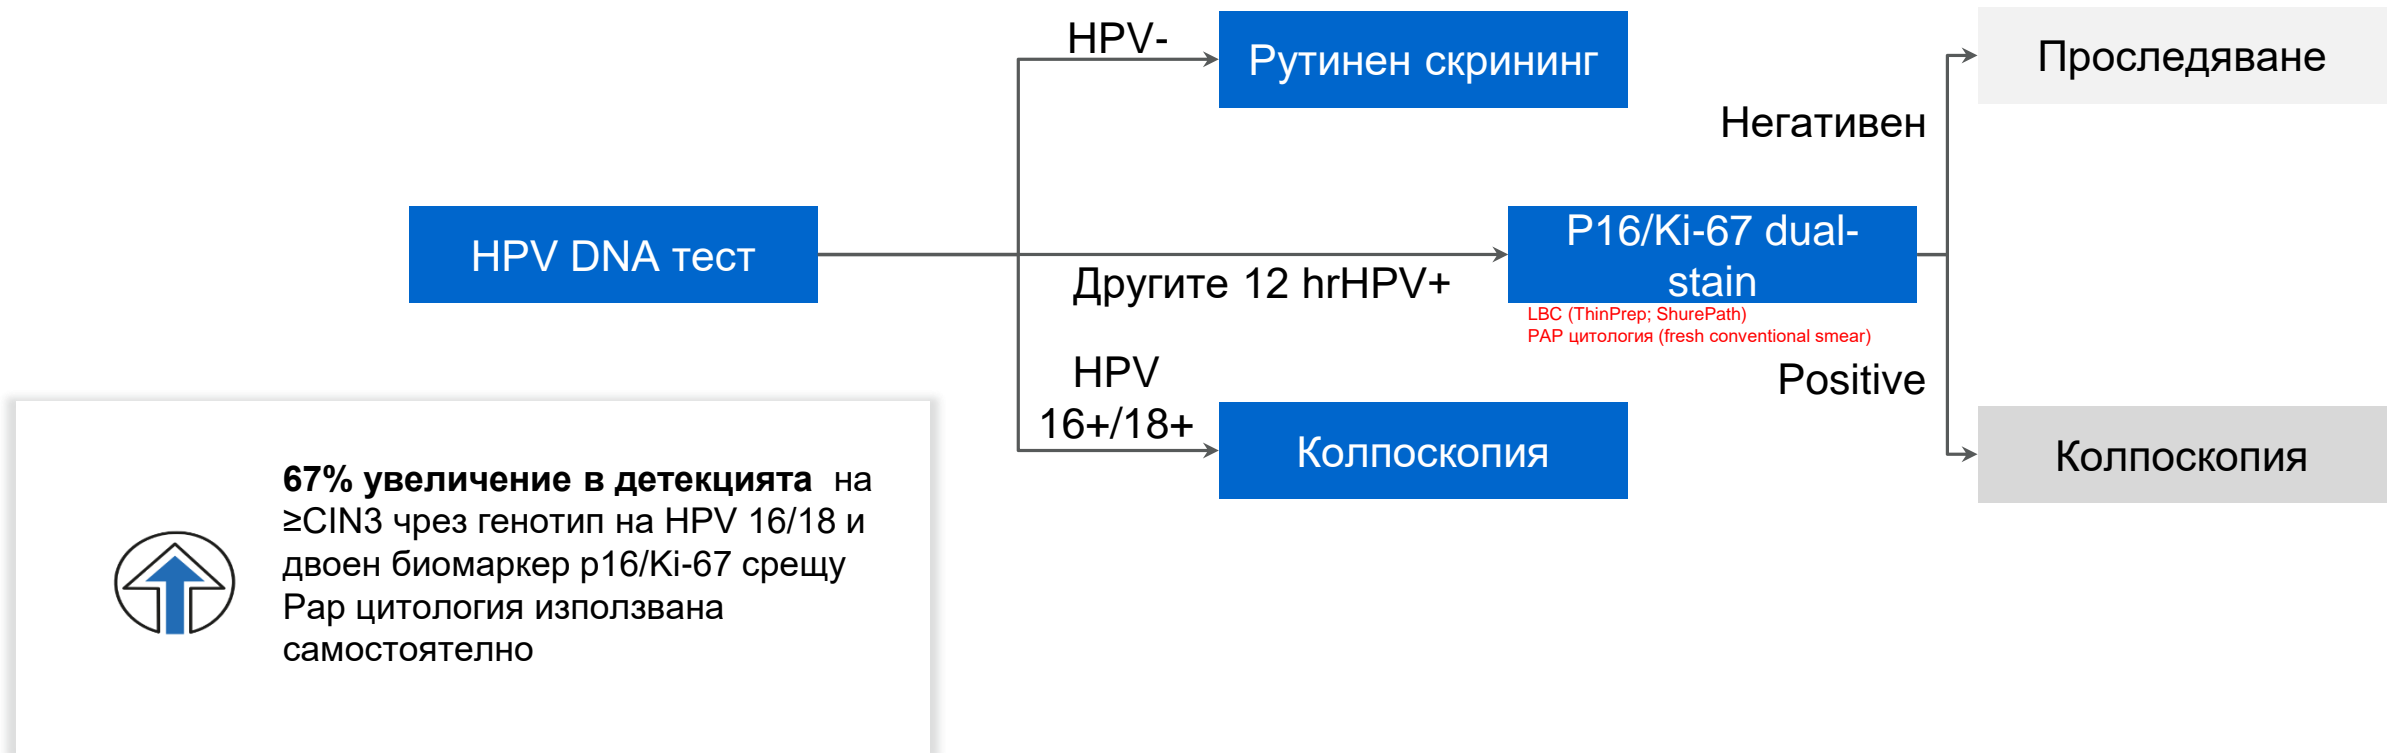 HPV-
Рутинен скрининг
Проследяване
Негативен
HPV DNA тест
Другите 12 hrHPV+
P16/Ki-67 dual-
stain
LBC (ThinPrep; ShurePath)
PAP цитология (fresh conventional smear)
HPV
16+/18+
Positive
Колпоскопия
Колпоскопия
67% увеличение в детекцията на
≥CIN3 чрез генотип на HPV 16/18 и
двоен биомаркер p16/Ki-67 срещу
Pap цитология използвана
самостоятелно